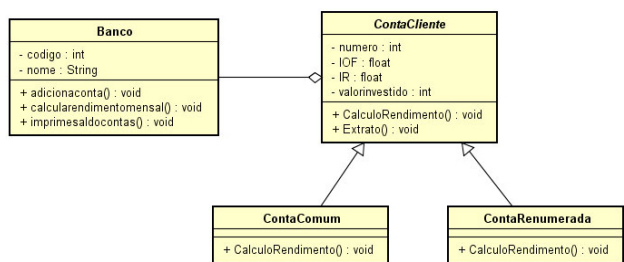 Banco
- codigo : int
- nome : String
+ adicionaconta() : void
+ calcularendimentomensal() : void
+ imprimesaldocontas() : void
ContaCliente
- numero : int
- IOF : float
- IR : float
- valorinvestido : int
+ CalculoRendimento() : void
+ Extrato() : void
ContaComum
+ CalculoRendimento() : void
ContaRenumerada
+ CalculoRendimento() : void